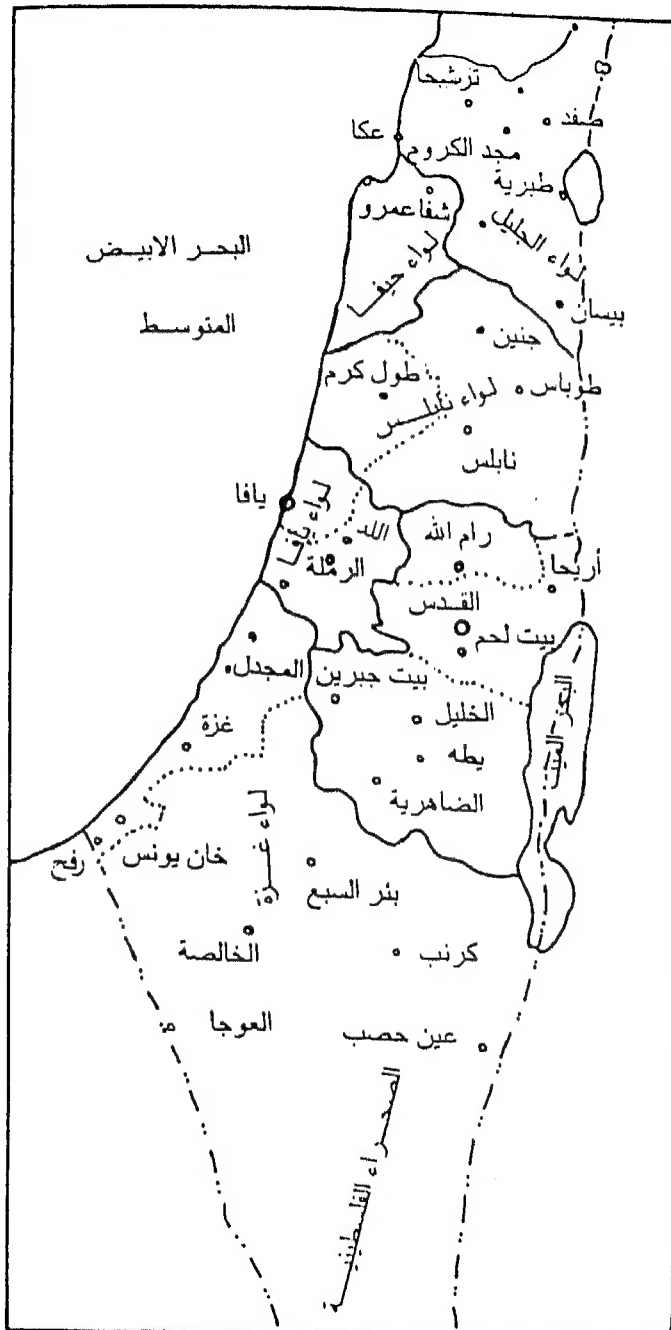 ترشيحا
صفد
عكا
مجد الكروم
طبرية
شفا عمرو
لواء الجليل
البحر الابيض
المتوسط
لواء حيفا
بيسان
جنين
طول كرم
طوباس
لواء نابلس
نابلس
يافا
لواء يافا
اللد
رام الله
الرملة
أريحا
القدس
بيت لحم
المجدل
بيت جبرين
البحر الميت
الخليل
غزة
يطه
الضاهرية
لواء غزة
خان يونس
رفح
بئر السبع
الخالصة
كرنب
العوجا
عين حصب
الصحراء الفلسطينية